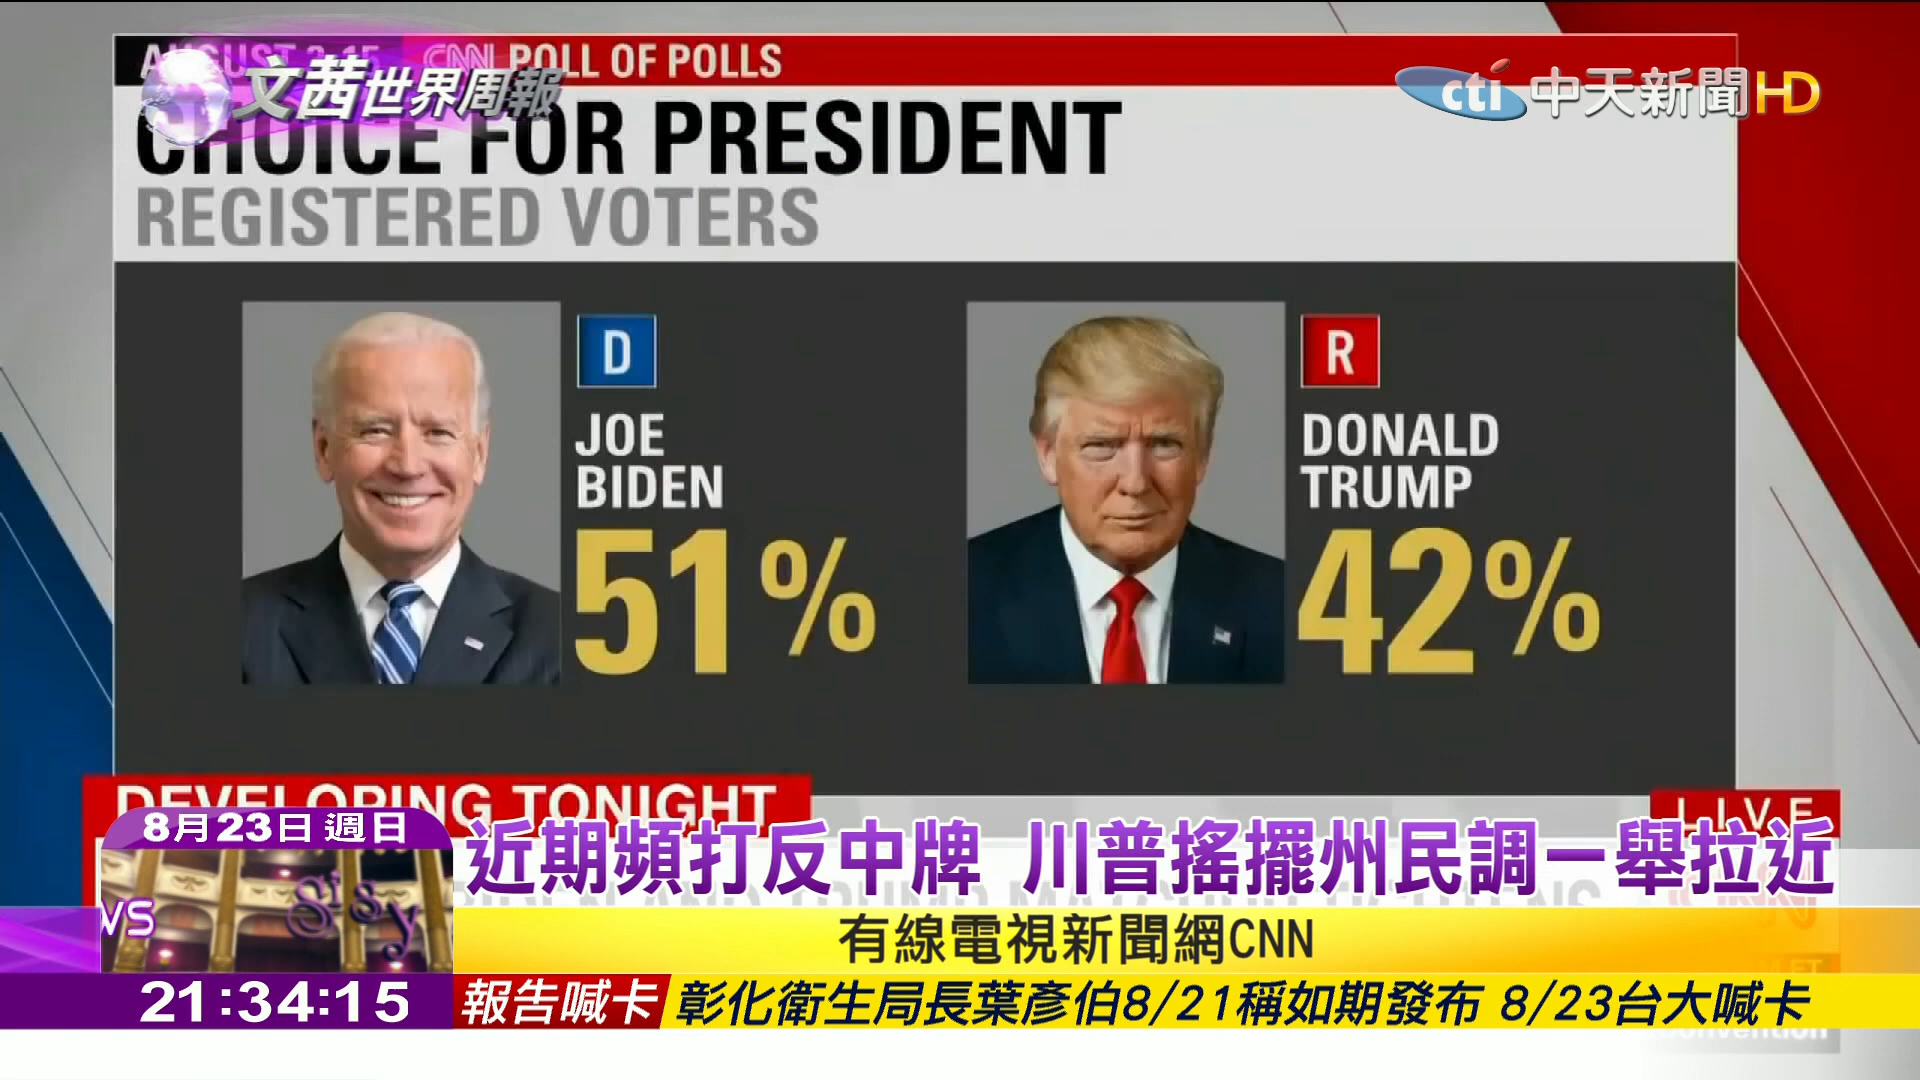 CNN POLL OF POLLS
文茜世界周報
cti 中天新聞HD
CHOICE FOR PRESIDENT
REGISTERED VOTERS
D
JOE
BIDEN
51%
R
DONALD
TRUMP
42%
DEVELOPING TONIGHT
LIVE
8月23日 週日
近期頻打反中牌 川普搖擺州民調一舉拉近
WS
Sisy
有線電視新聞網CNN
21:34:15
報告喊卡
彰化衛生局長葉彥伯8/21稱如期發布 8/23台大喊卡
Convention